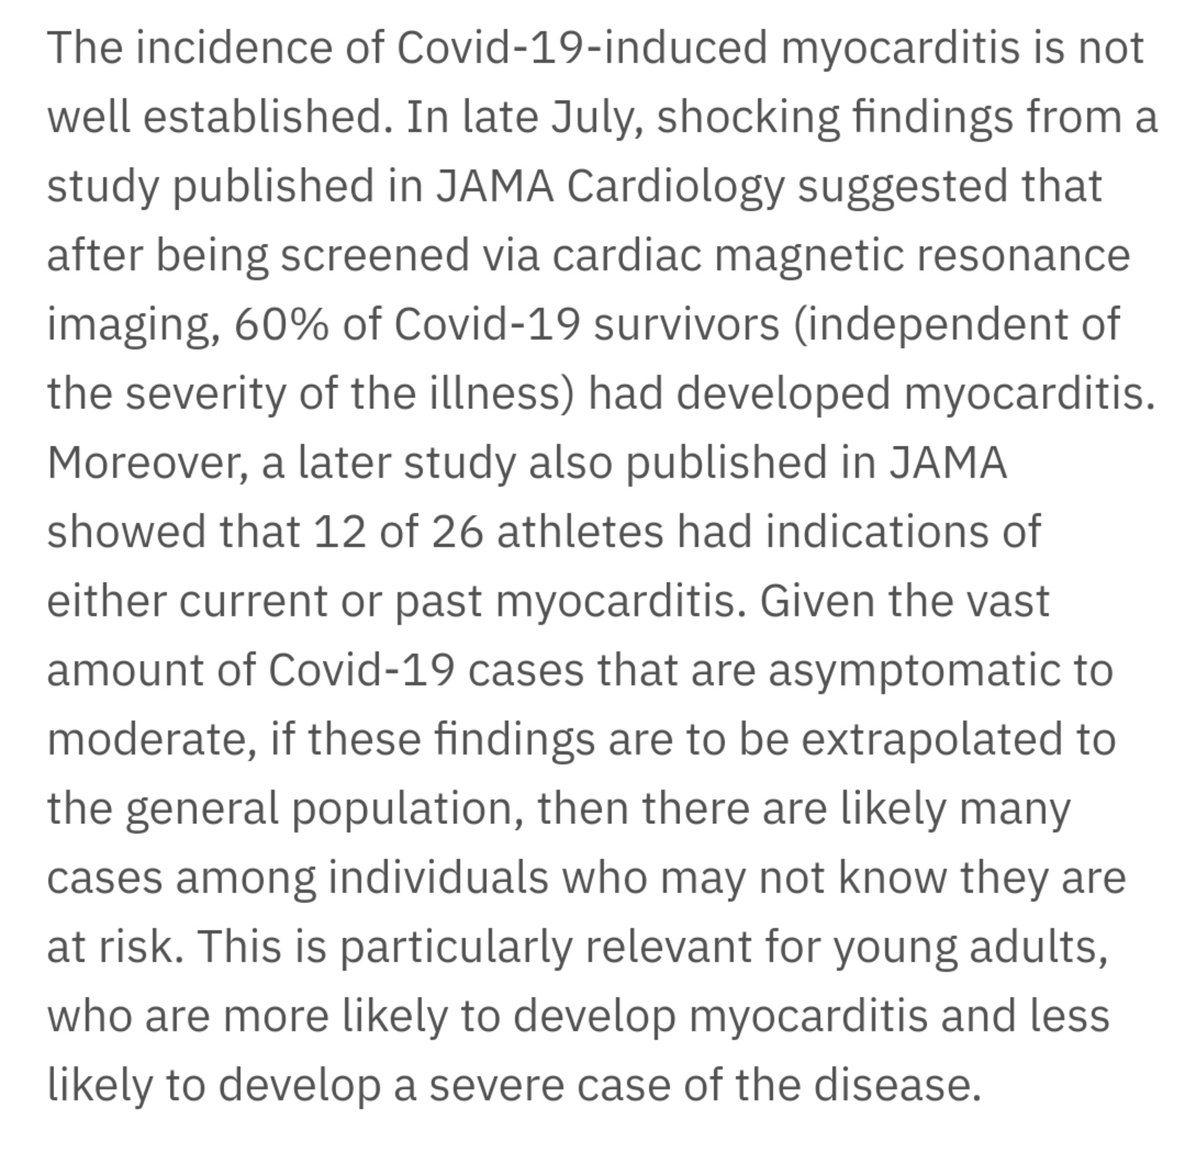 The incidence of Covid-19-induced myocarditis is not
well established. In late July, shocking findings from a
study published in JAMA Cardiology suggested that
after being screened via cardiac magnetic resonance
imaging, 60% of Covid-19 survivors (independent of
the severity of the illness) had developed myocarditis.
Moreover, a later study also published in JAMA
showed that 12 of 26 athletes had indications of
either current or past myocarditis. Given the vast
amount of Covid-19 cases that are asymptomatic to
moderate, if these findings are to be extrapolated to
the general population, then there are likely many
cases among individuals who may not know they are
at risk. This is particularly relevant for young adults,
who are more likely to develop myocarditis and less
likely to develop a severe case of the disease.